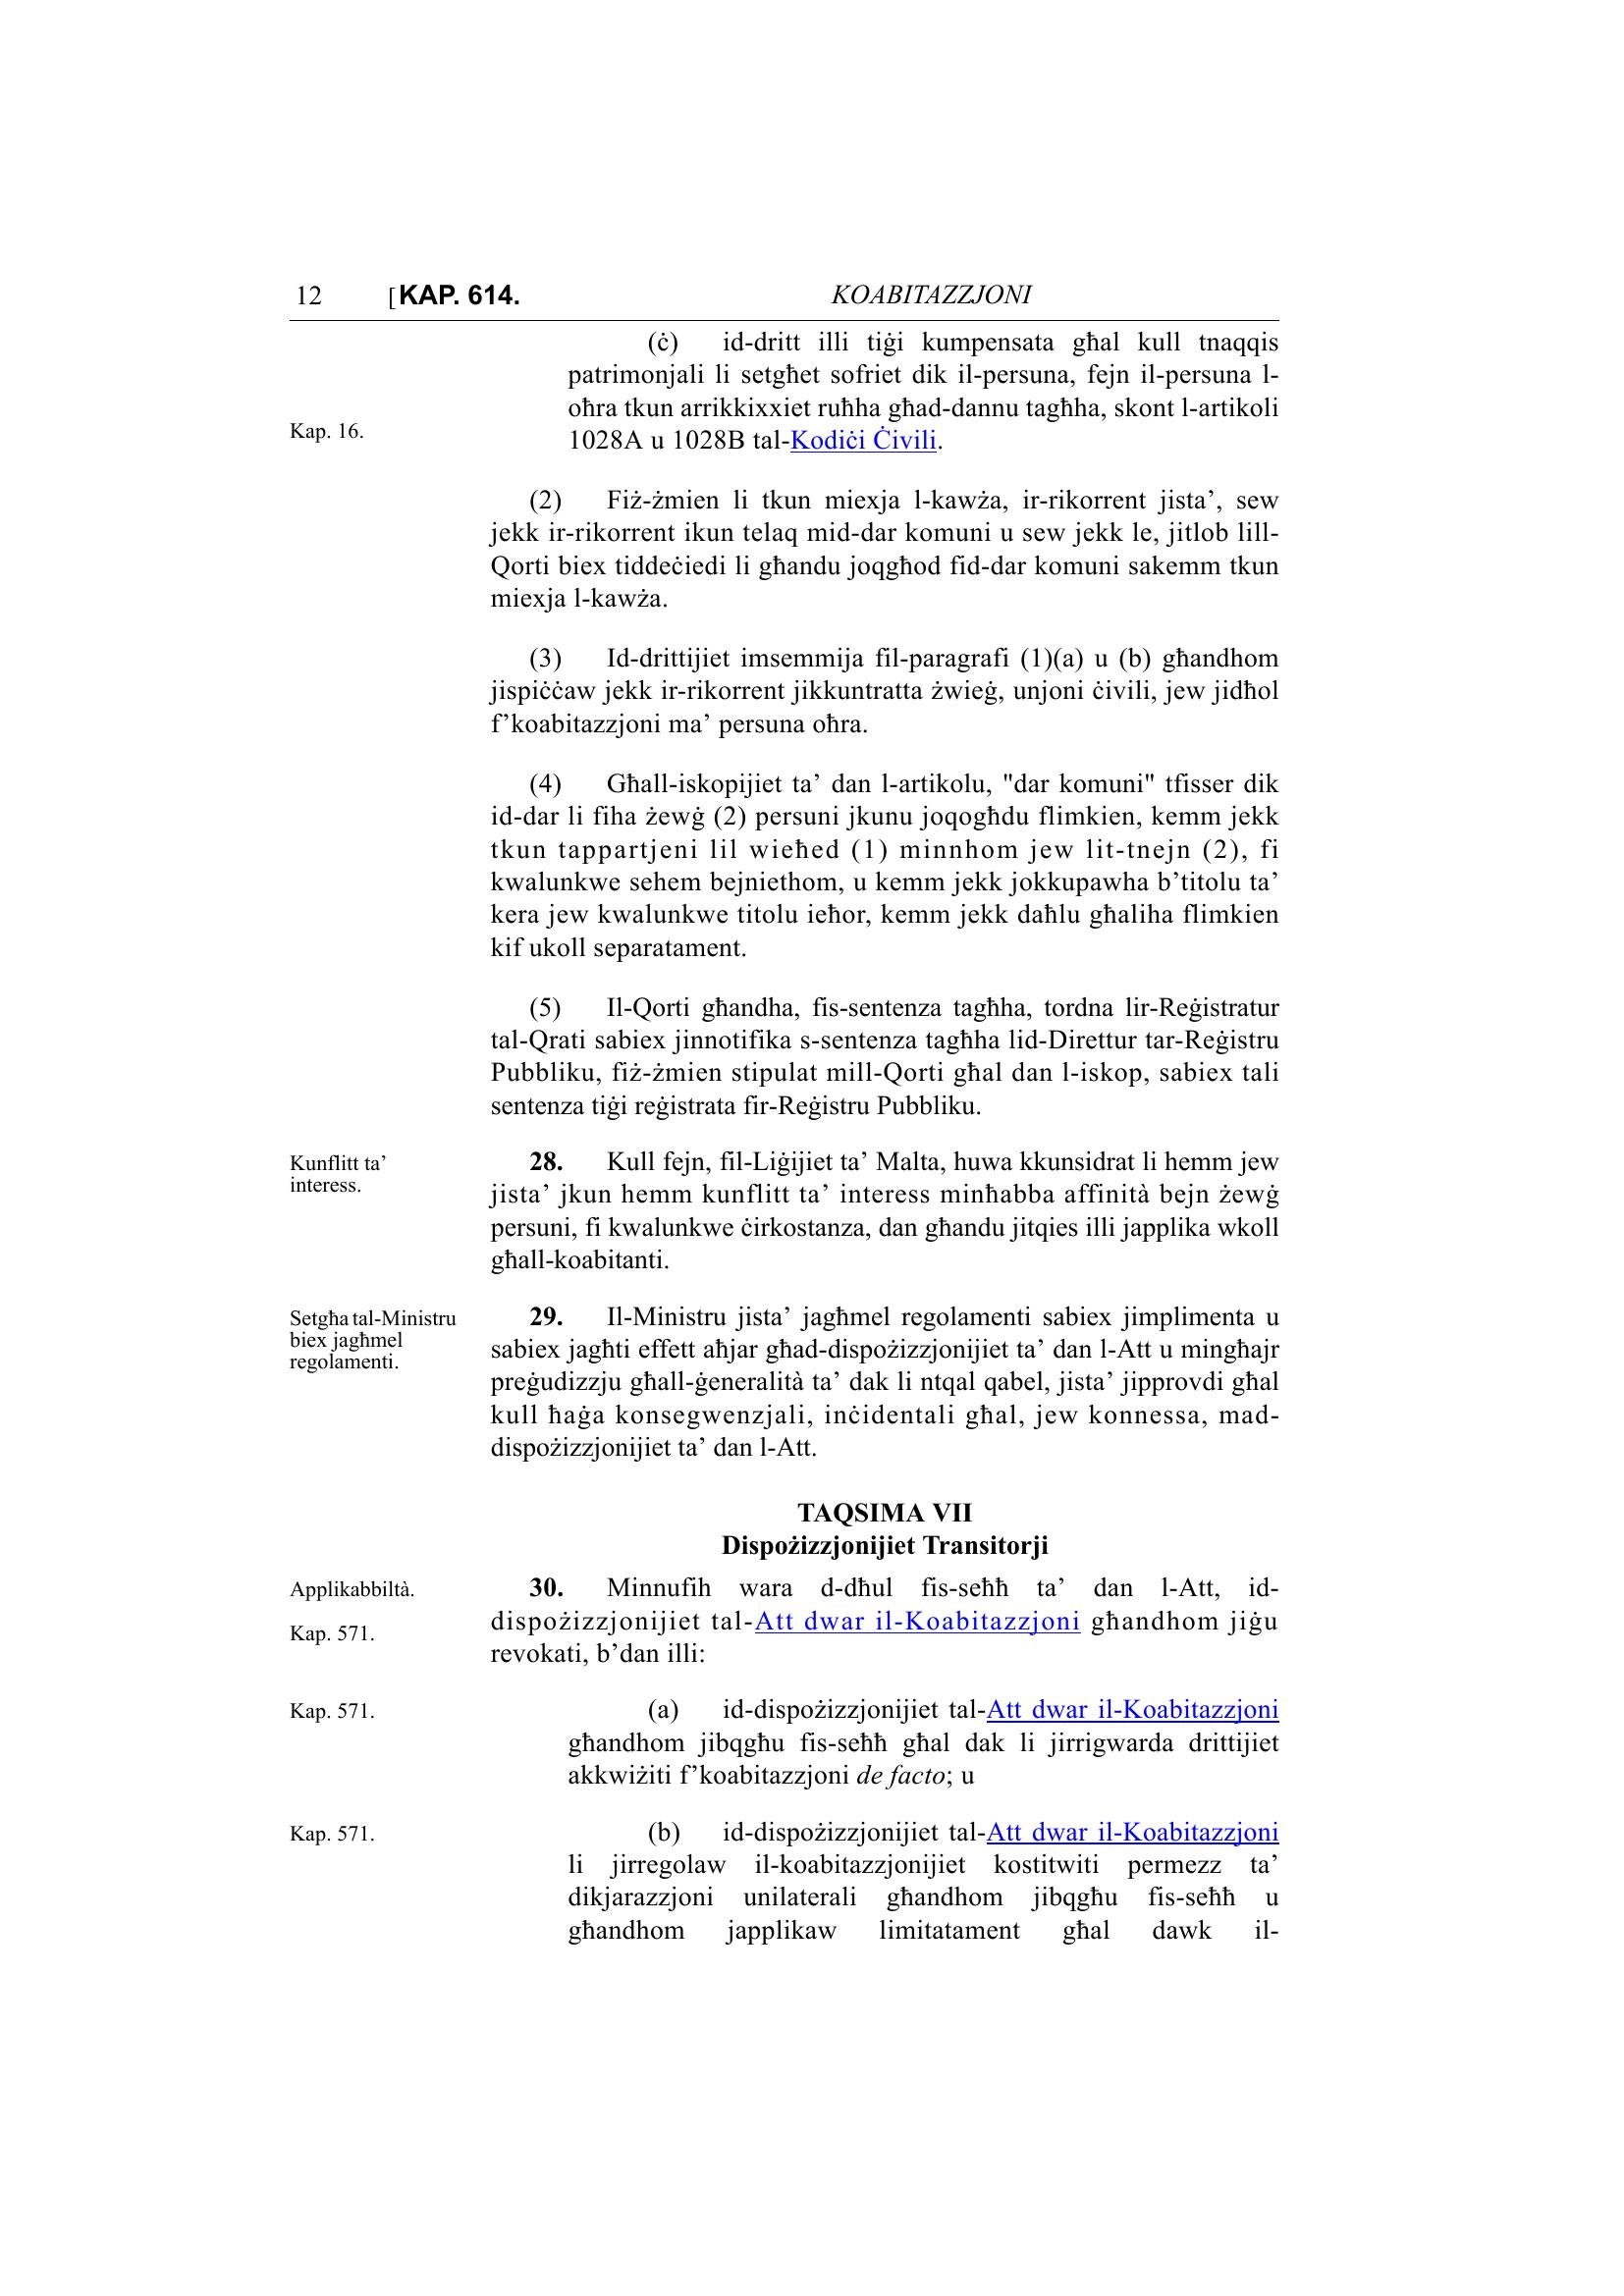 12 [KAP. 614. KOABITAZZJONI
(ċ) id-dritt illi tiġi kumpensata għal kull tnaqqis
patrimonjali li setgħet sofriet dik il-persuna, fejn il-persuna l-
oħra tkun arrikkixxiet ruħha għad-dannu tagħha, skont l-artikoli
Kap. 16.
1028A u 1028B tal-Kodiċi Ċivili.
(2) Fiż-żmien li tkun miexja l-kawża, ir-rikorrent jista’, sew
jekk ir-rikorrent ikun telaq mid-dar komuni u sew jekk le, jitlob lill-
Qorti biex tiddeċiedi li għandu joqgħod fid-dar komuni sakemm tkun
miexja l-kawża.
(3) Id-drittijiet imsemmija fil-paragrafi (1)(a) u (b) għandhom
jispiċċaw jekk ir-rikorrent jikkuntratta żwieġ, unjoni ċivili, jew jidħol
f’koabitazzjoni ma’ persuna oħra.
(4) Għall-iskopijiet ta’ dan l-artikolu, "dar komuni" tfisser dik
id-dar li fiha żewġ (2) persuni jkunu joqogħdu flimkien, kemm jekk
tkun tappartjeni lil wieħed (1) minnhom jew lit-tnejn (2), fi
kwalunkwe sehem bejniethom, u kemm jekk jokkupawha b’titolu ta’
kera jew kwalunkwe titolu ieħor, kemm jekk daħlu għaliha flimkien
kif ukoll separatament.
(5) Il-Qorti għandha, fis-sentenza tagħha, tordna lir-Reġistratur
tal-Qrati sabiex jinnotifika s-sentenza tagħha lid-Direttur tar-Reġistru
Pubbliku, fiż-żmien stipulat mill-Qorti għal dan l-iskop, sabiex tali
sentenza tiġi reġistrata fir-Reġistru Pubbliku.
Kunflitt ta’
interess.
28. Kull fejn, fil-Liġijiet ta’ Malta, huwa kkunsidrat li hemm jew
jista’ jkun hemm kunflitt ta’ interess minħabba affinità bejn żewġ
persuni, fi kwalunkwe ċirkostanza, dan għandu jitqies illi japplika wkoll
għall-koabitanti.
Setgħa tal-Ministru
biex jagħmel
regolamenti.
29. Il-Ministru jista’ jagħmel regolamenti sabiex jimplimenta u
sabiex jagħti effett aħjar għad-dispożizzjonijiet ta’ dan l-Att u mingħajr
preġudizzju għall-ġeneralità ta’ dak li ntqal qabel, jista’ jipprovdi għal
kull ħaġa konsegwenzjali, inċidentali għal, jew konnessa, mad-
dispożizzjonijiet ta’ dan l-Att.
TAQSIMA VII
Dispożizzjonijiet Transitorji
Applikabbiltà.
30. Minnufih wara d-dħul fis-seħħ ta’ dan l-Att, id-
dispożizzjonijiet tal-Att dwar il-Koabitazzjoni għandhom jiġu
Kap. 571.
revokati, b’dan illi:
Kap. 571.
(a) id-dispożizzjonijiet tal-Att dwar il-Koabitazzjoni
għandhom jibqgħu fis-seħħ għal dak li jirrigwarda drittijiet
akkwiżiti f’koabitazzjoni de facto; u
Kap. 571.
(b) id-dispożizzjonijiet tal-Att dwar il-Koabitazzjoni
li jirregolaw il-koabitazzjonijiet kostitwiti permezz ta’
dikjarazzjoni unilaterali għandhom jibqgħu fis-seħħ u
għandhom japplikaw limitatament għal dawk il-